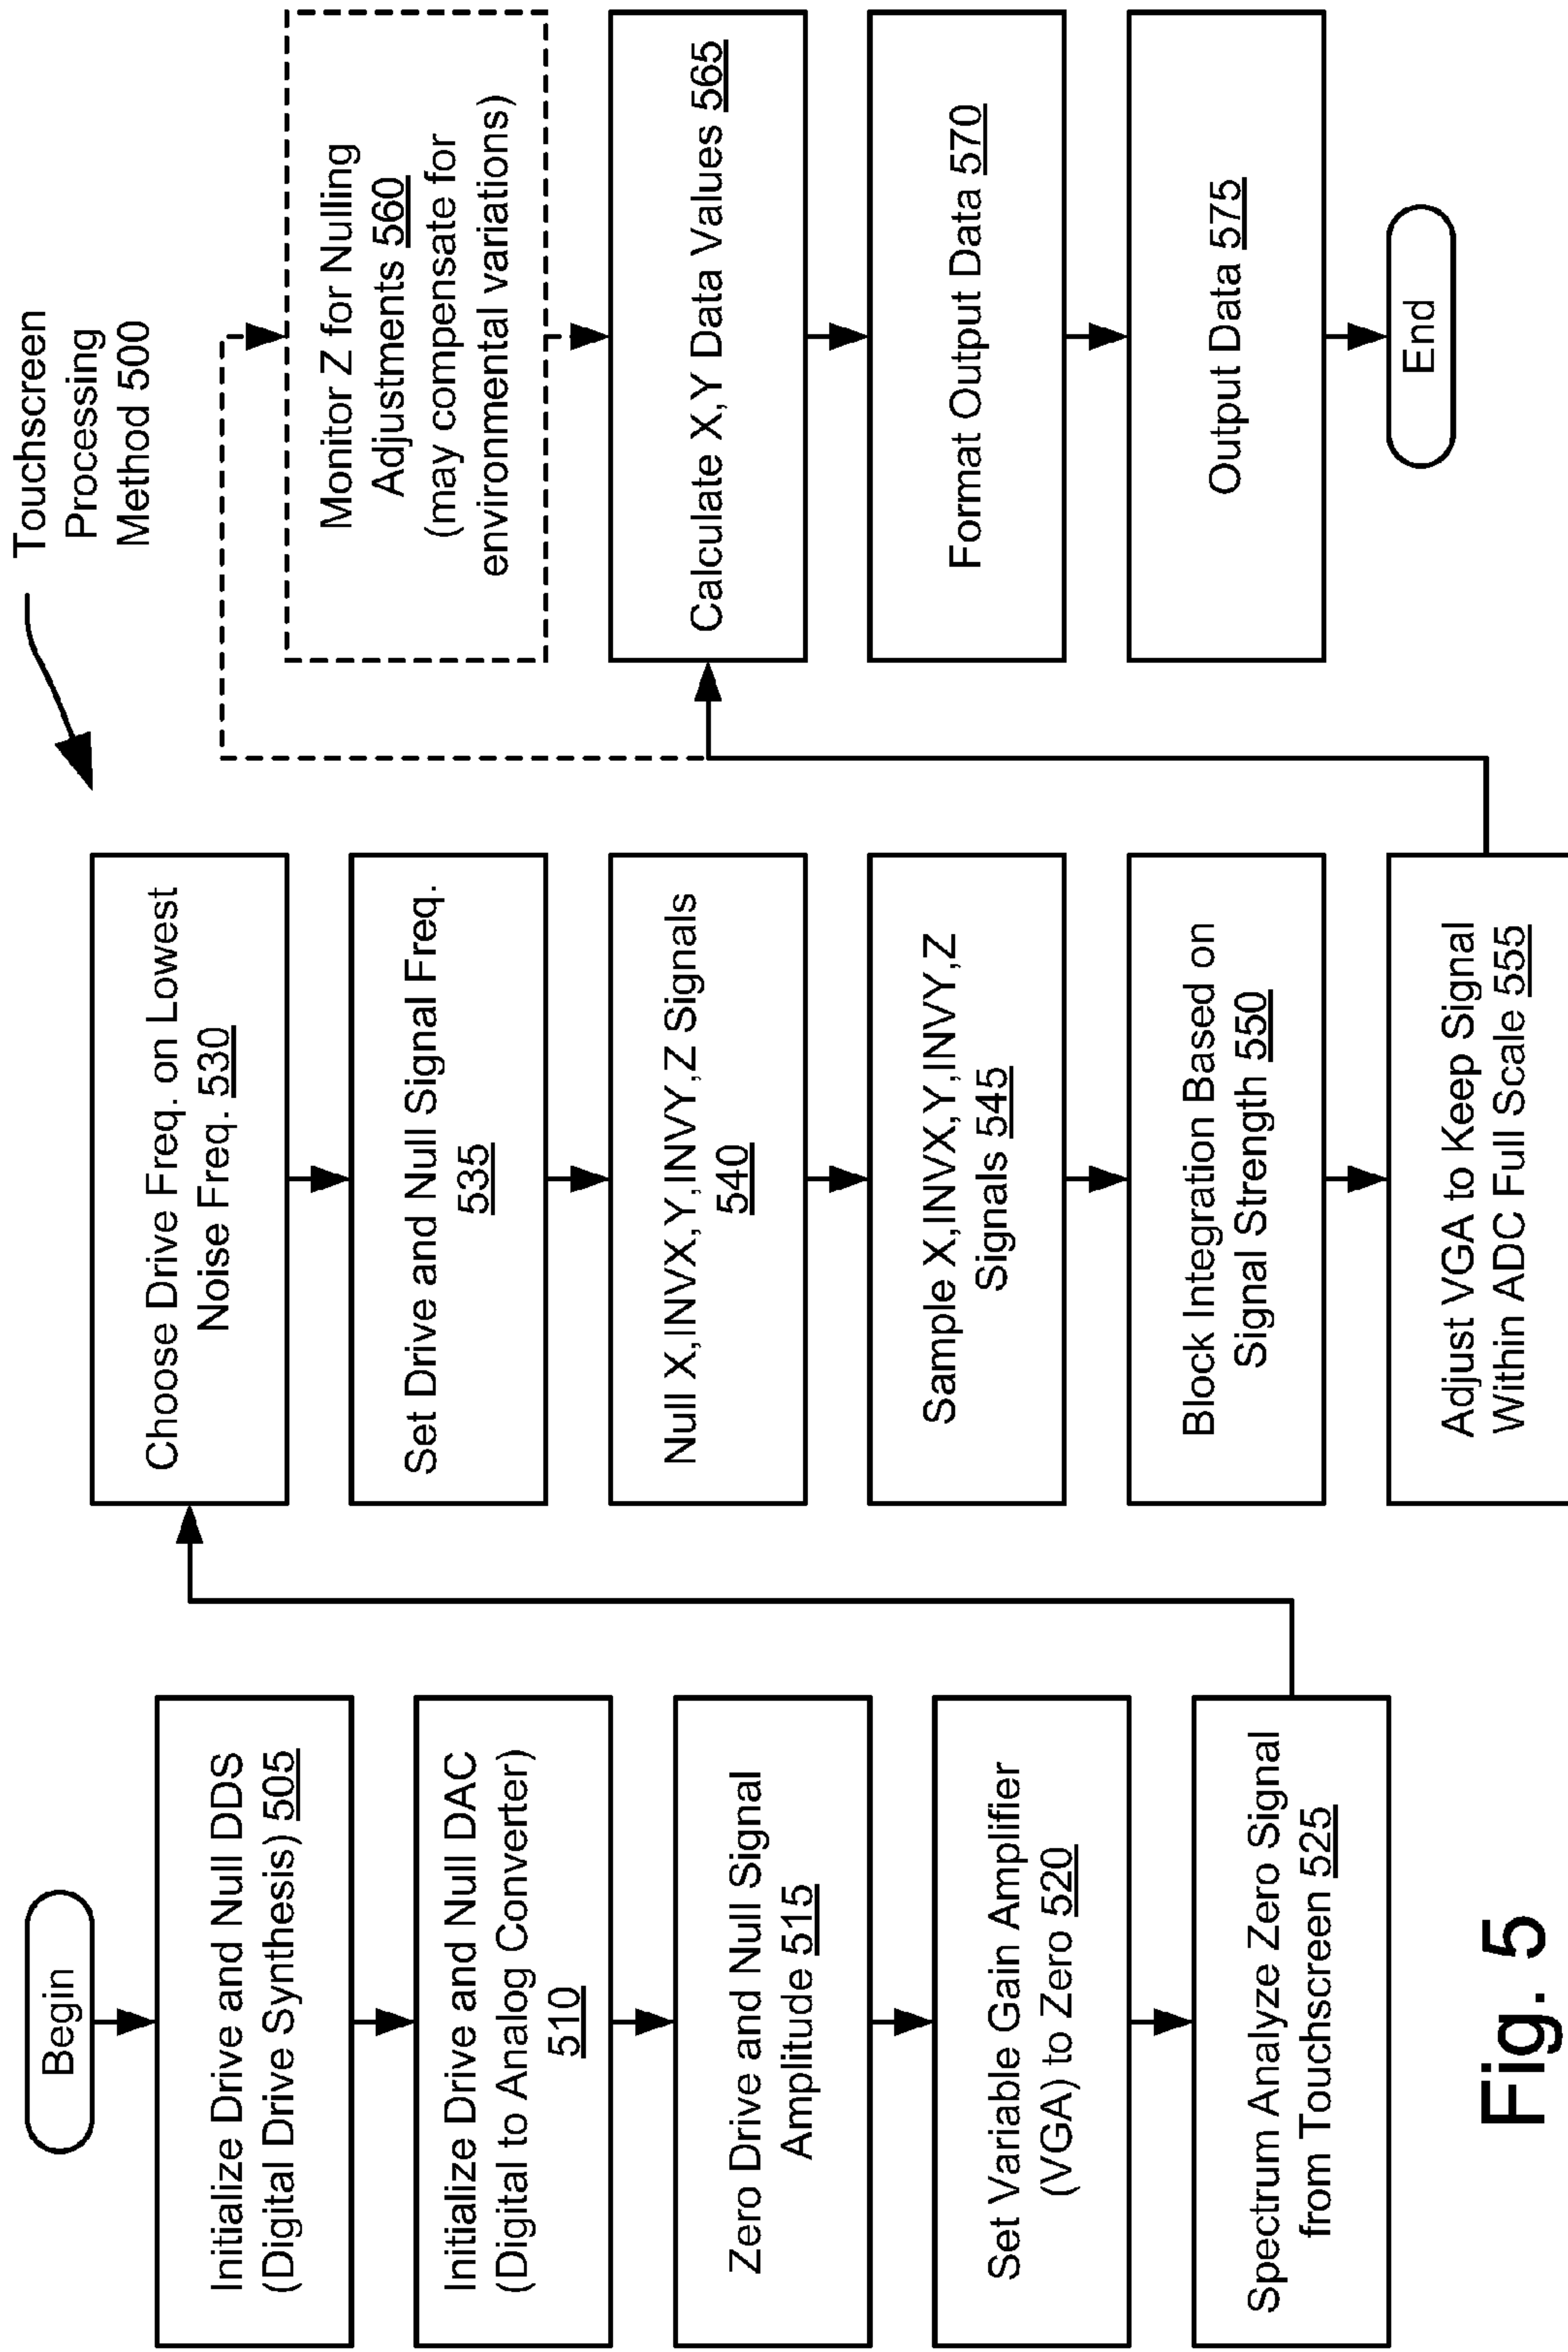 Touchscreen
Processing
Method 500
Begin
Initialize Drive and Null DDS
(Digital Drive Synthesis) 505
Initialize Drive and Null DAC
(Digital to Analog Converter)
510
Zero Drive and Null Signal
Amplitude 515
Set Variable Gain Amplifier
(VGA) to Zero 520
Spectrum Analyze Zero Signal
from Touchscreen 525
Choose Drive Freq. on Lowest
Noise Freq. 530
Set Drive and Null Signal Freq.
535
Null X,INVX,Y,INVY,Z Signals
540
Sample X,INVX,Y,INVY,Z
Signals 545
Block Integration Based on
Signal Strength 550
Adjust VGA to Keep Signal
Within ADC Full Scale 555
Monitor Z for Nulling
Adjustments 560
(may compensate for
environmental variations)
Calculate X,Y Data Values 565
Format Output Data 570
Output Data 575
End
Fig. 5